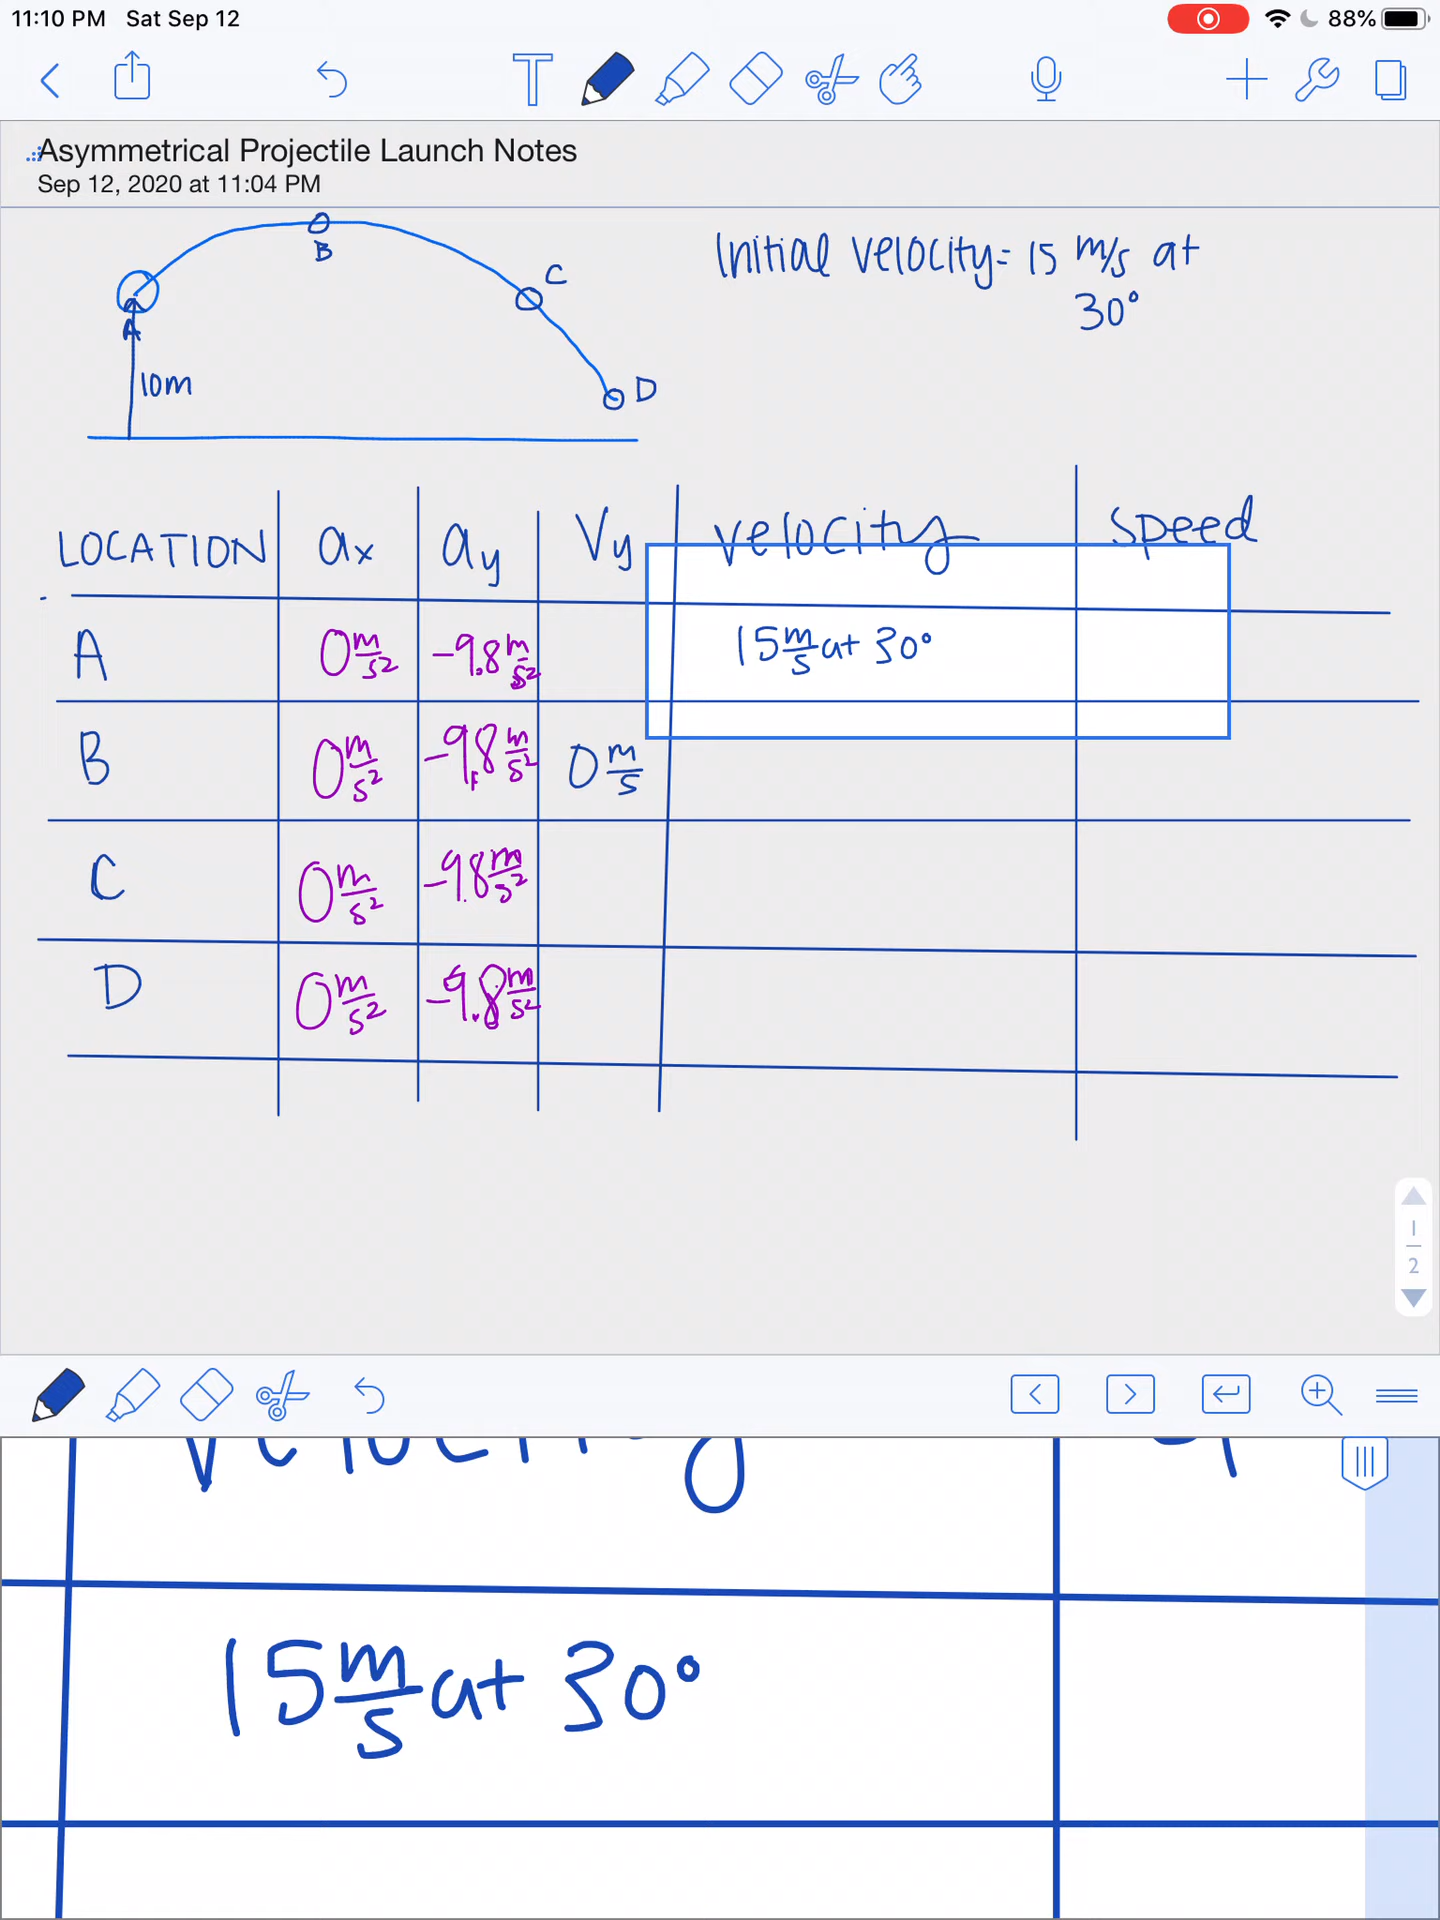 11:10 PM Sat Sep 12 88%
T
Asymmetrical Projectile Launch Notes
Sep 12, 2020 at 11:04 PM
B
C
A
10m
D
Initial velocity= 15 m/s at
30°
LOCATION ax ay Vy velocity speed
A 0 m/s² -9.8 m/s² 15 m/s at 30°
B 0 m/s² -9.8 m/s² 0 m/s
C 0 m/s² -9.8 m/s²
D 0 m/s² -9.8 m/s²
1
2
velocity
15 m/s at 30°